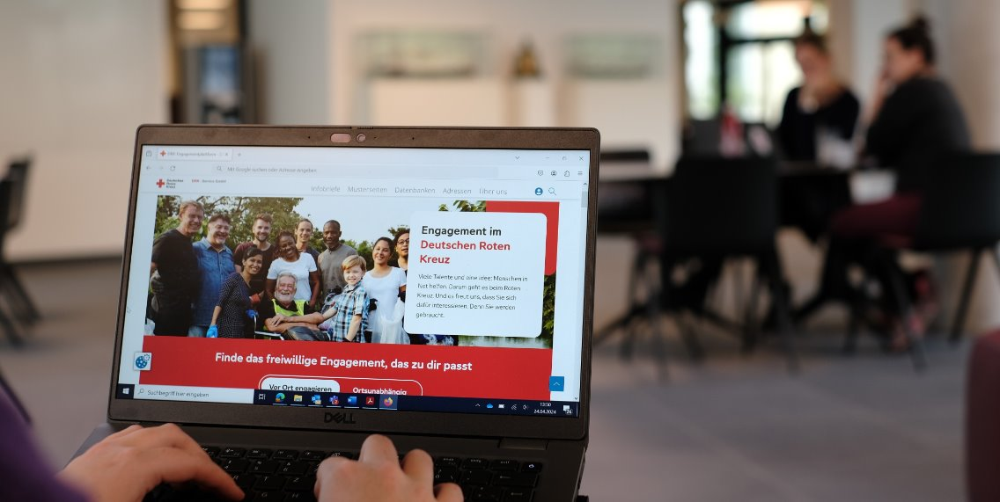 DRK: Engagementplattform
Mit Google suchen oder Adresse eingeben
Deutsches
Rotes
Kreuz
Infobriefe Musterseiten Datenbanken Adressen Über uns
Engagement im
Deutschen Roten
Kreuz
Viele Talente und eine Idee: Menschen in
Not helfen. Darum geht es beim Roten
Kreuz. Und es freut uns, dass Sie sich
dafür interessieren. Denn Sie werden
gebraucht.
Finde das freiwillige Engagement, das zu dir passt
Vor Ort engagieren Ortsunabhängig
Suchbegriff hier eingeben
13:50
24.04.2024
DELL